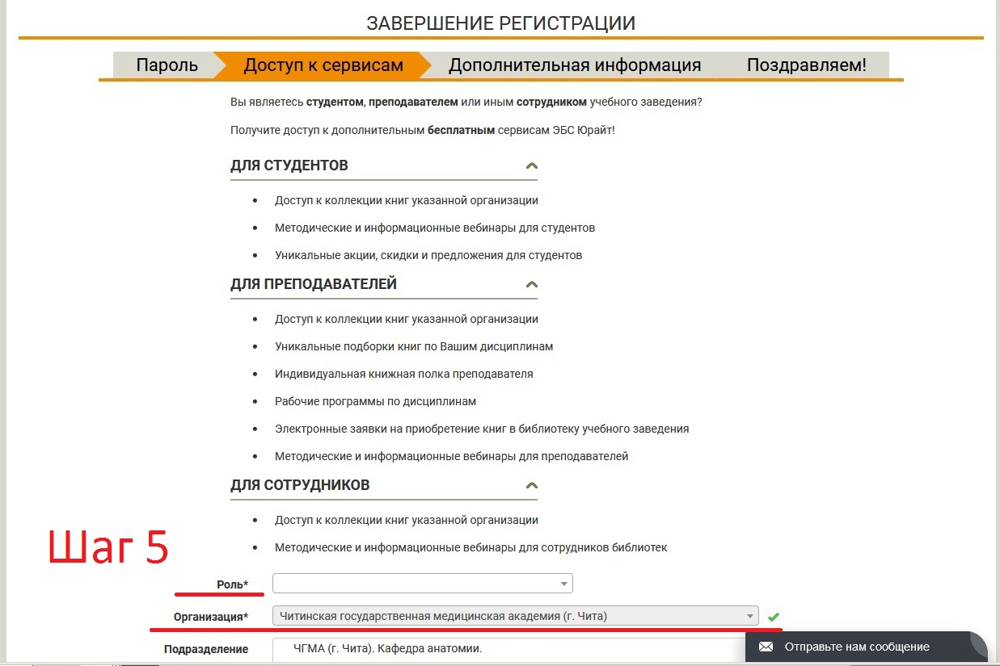 ЗАВЕРШЕНИЕ РЕГИСТРАЦИИ
Пароль Доступ к сервисам Дополнительная информация Поздравляем!
Вы являетесь студентом, преподавателем или иным сотрудником учебного заведения?
Получите доступ к дополнительным бесплатным сервисам ЭБС Юрайт!
ДЛЯ СТУДЕНТОВ
• Доступ к коллекции книг указанной организации
• Методические и информационные вебинары для студентов
• Уникальные акции, скидки и предложения для студентов
ДЛЯ ПРЕПОДАВАТЕЛЕЙ
• Доступ к коллекции книг указанной организации
• Уникальные подборки книг по Вашим дисциплинам
• Индивидуальная книжная полка преподавателя
• Рабочие программы по дисциплинам
• Электронные заявки на приобретение книг в библиотеку учебного заведения
• Методические и информационные вебинары для преподавателей
ДЛЯ СОТРУДНИКОВ
• Доступ к коллекции книг указанной организации
• Методические и информационные вебинары для сотрудников библиотек
Шаг 5
Роль*
Организация* Читинская государственная медицинская академия (г. Чита)
Подразделение ЧГМА (г. Чита). Кафедра анатомии.
Отправьте нам сообщение